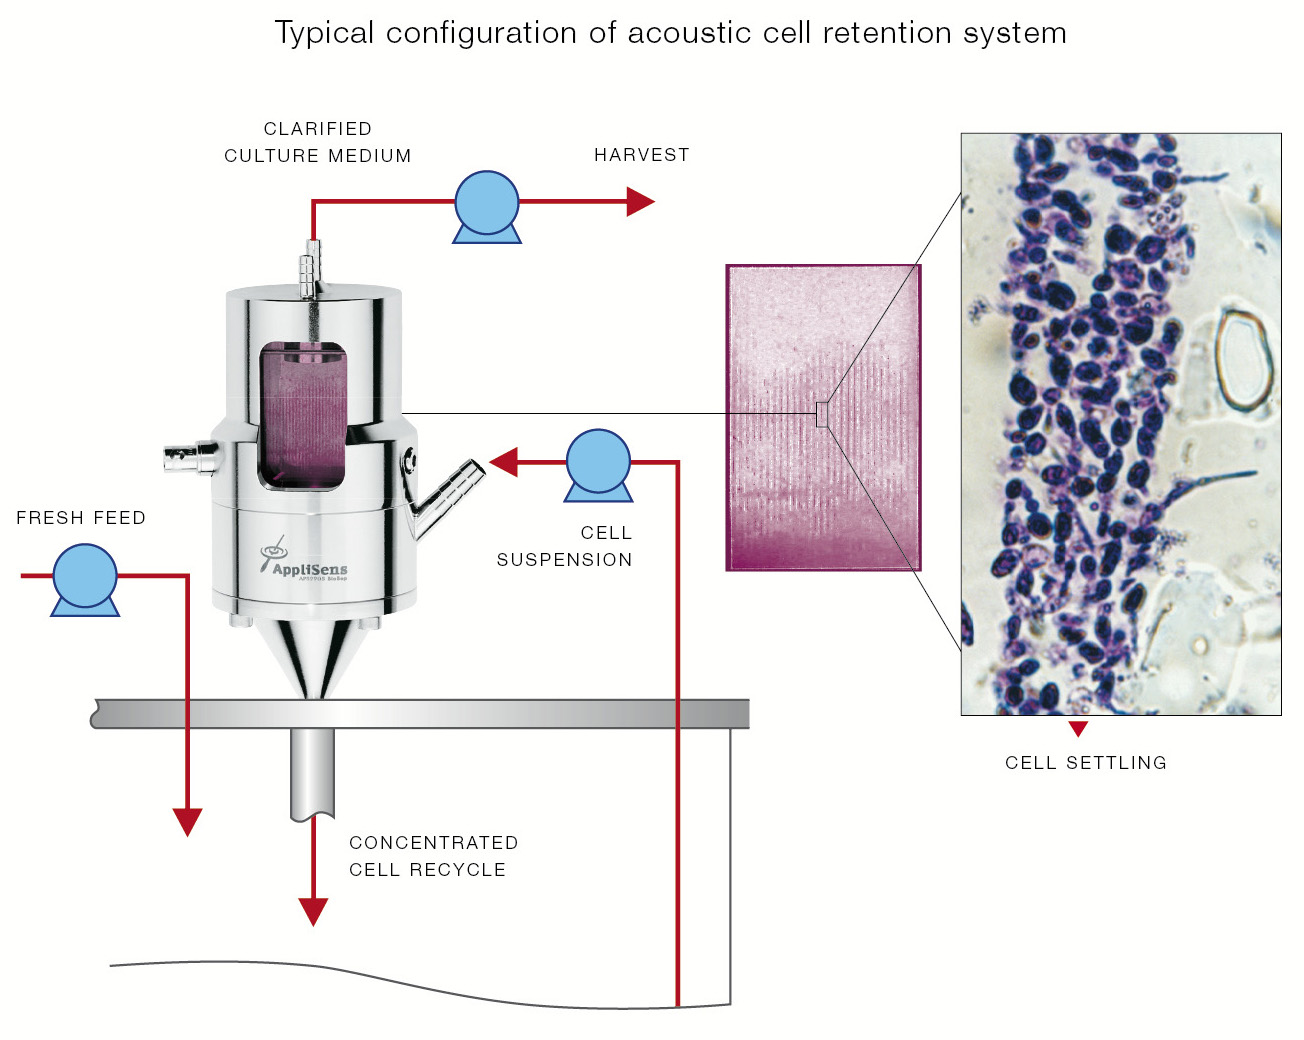 Typical configuration of acoustic cell retention system
CLARIFIED
CULTURE MEDIUM
HARVEST
FRESH FEED
CELL
SUSPENSION
AppliSens
CONCENTRATED
CELL RECYCLE
CELL SETTLING